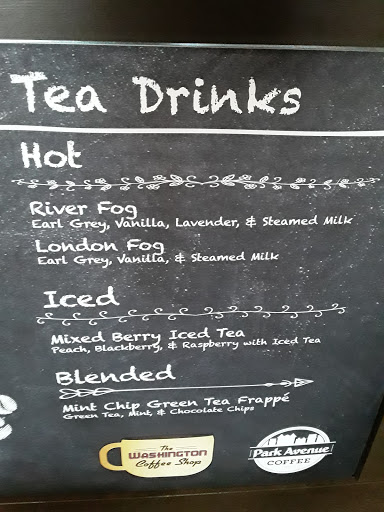 Tea Drinks
Hot
River Fog
Earl Grey, Vanilla, Lavender, & Steamed Milk
London Fog
Earl Grey, Vanilla, & Steamed Milk
Iced
Mixed Berry Iced Tea
Peach, Blackberry, & Raspberry with Iced Tea
Blended
Mint Chip Green Tea Frappé
Green Tea, Mint, & Chocolate Chips
The
WASHINGTON
Coffee Shop
Park Avenue
COFFEE